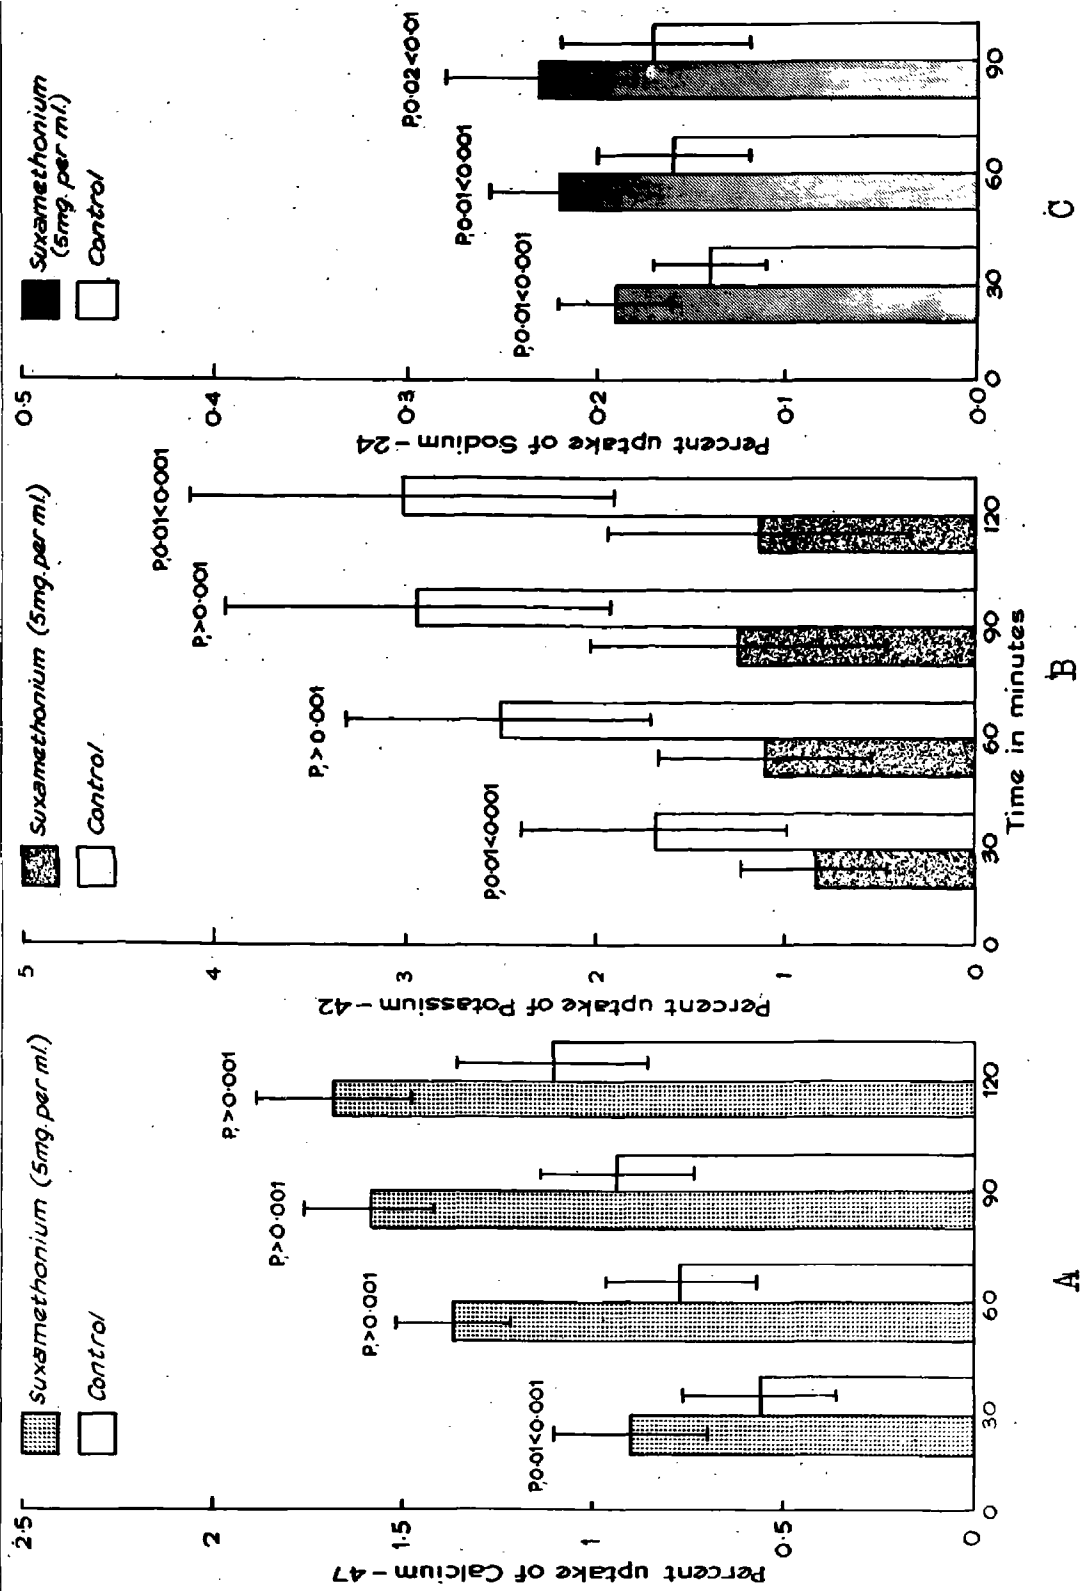 Suxamethonium (5mg. per ml.)
Control
Percent uptake of Calcium-47
2·5
2
1·5
1
0·5
0
P,0·01<0·001
P,>0·001
P,>0·001
P,>0·001
0
30
60
90
120
A
Suxamethonium (5mg. per ml.)
Control
Percent uptake of Potassium-42
5
4
3
2
1
0
P,0·01<0·001
P,>0·001
P,>0·001
P,0·01<0·001
0
30
60
90
120
Time in minutes
B
Suxamethonium
(5mg. per ml.)
Control
Percent uptake of Sodium-24
0·5
0·4
0·3
0·2
0·1
0·0
P,0·01<0·001
P,0·01<0·001
P,0·02<0·01
0
30
60
90
C